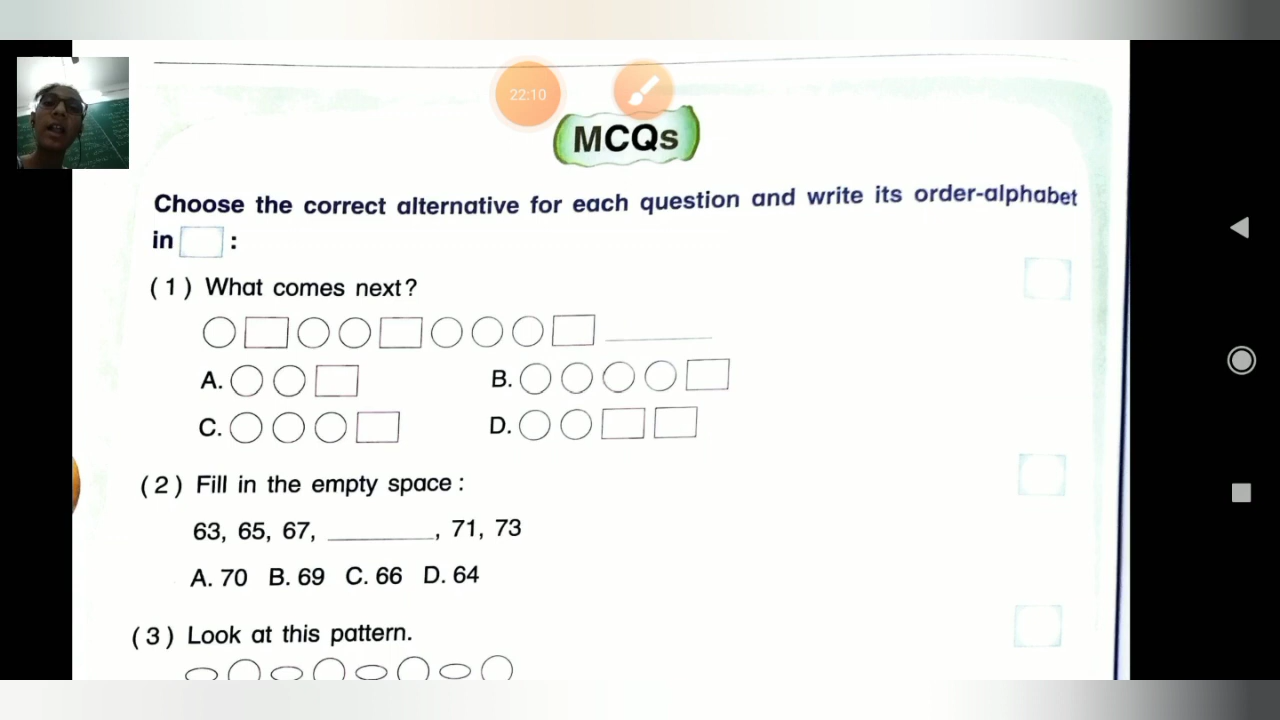 22:10
MCQs
Choose the correct alternative for each question and write its order-alphabet
in :
(1) What comes next?
A.
B.
C.
D.
(2) Fill in the empty space :
63, 65, 67, ________, 71, 73
A. 70 B. 69 C. 66 D. 64
(3) Look at this pattern.